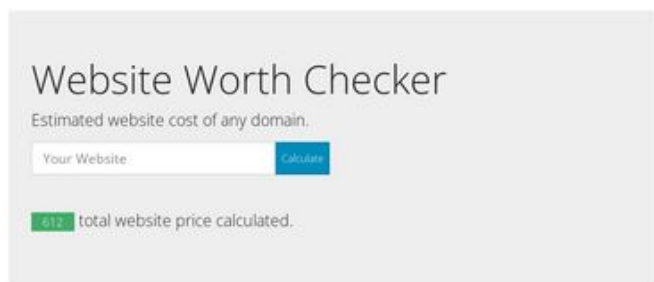 Website Worth Checker
Estimated website cost of any domain.
Your Website
Calculate
612 total website price calculated.